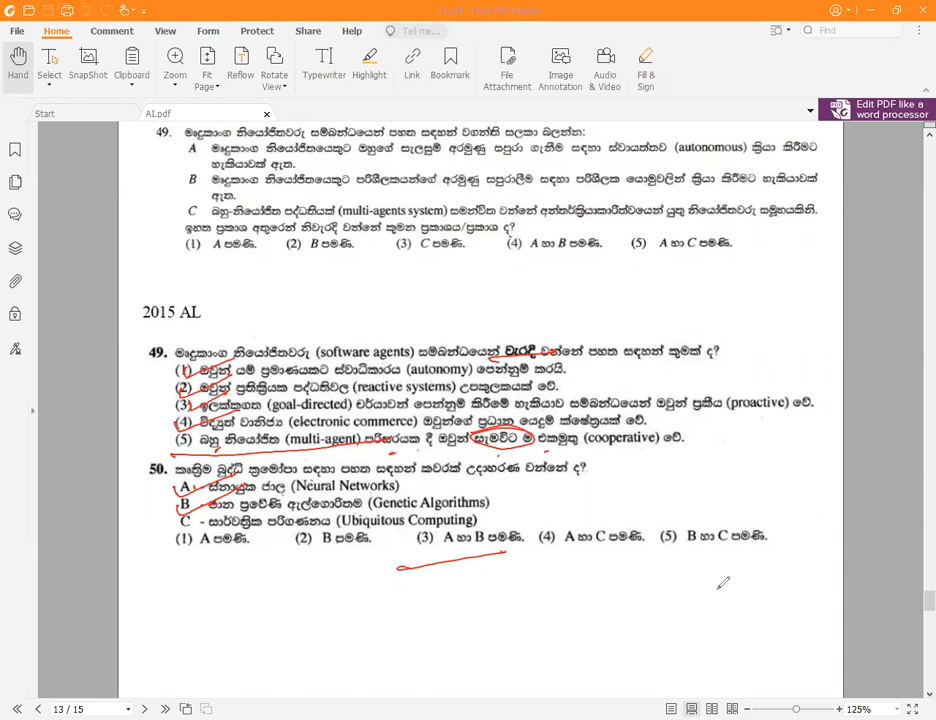 AI.pdf - Foxit PDF Reader
File Home Comment View Form Protect Share Help Tell me... Find
Hand Select SnapShot Clipboard Zoom Fit Page Reflow Rotate View Typewriter Highlight Link Bookmark File Attachment Image Annotation Audio & Video Fill & Sign
Start AI.pdf
Edit PDF like a word processor
49. මෘදුකාංග නියෝජිතවරු සම්බන්ධයෙන් පහත සඳහන් වගන්ති සලකා බලන්න:
A මෘදුකාංග නියෝජිතයෙකුට ඔහුගේ සැලසුම් අරමුණු සපුරා ගැනීම සඳහා ස්වායත්තව (autonomous) ක්‍රියා කිරීමට
හැකියාවක් ඇත.
B මෘදුකාංග නියෝජිතයෙකුට පරිශීලකයන්ගේ අරමුණු සපුරාලීම සඳහා පරිශීලක යොමුවලින් ක්‍රියා කිරීමට හැකියාවක්
ඇත.
C බහු-නියෝජිත පද්ධතියක් (multi-agents system) සමන්විත වන්නේ අන්තර්ක්‍රියාකාරිත්වයෙන් යුතු නියෝජිතවරු සමූහයකිනි.
ඉහත ප්‍රකාශ අතුරෙන් නිවැරදි වන්නේ කුමන ප්‍රකාශය/ප්‍රකාශ ද?
(1) A පමණි. (2) B පමණි. (3) C පමණි. (4) A හා B පමණි. (5) A හා C පමණි.
2015 AL
49. මෘදුකාංග නියෝජිතවරු (software agents) සම්බන්ධයෙන් වැරදි වන්නේ පහත සඳහන් කුමක් ද?
(1) ඔවුන් යම් ප්‍රමාණයකට ස්වාධිකාරය (autonomy) පෙන්නුම් කරයි.
(2) ඔවුන් ප්‍රතික්‍රියක පද්ධතිවල (reactive systems) උපකුලකයක් වේ.
(3) ඉලක්කගත (goal-directed) චර්යාවන් පෙන්නුම් කිරීමේ හැකියාව සම්බන්ධයෙන් ඔවුන් ප්‍රකීය (proactive) වේ.
(4) විද්‍යුත් වාණිජ්‍ය (electronic commerce) ඔවුන්ගේ ප්‍රධාන යෙදුම් ක්ෂේත්‍රයක් වේ.
(5) බහු නියෝජිත (multi-agent) පරිසරයක දී ඔවුන් සැමවිට ම එකමුතු (cooperative) වේ.
50. කෘත්‍රිම බුද්ධි ක්‍රමෝපා සඳහා පහත සඳහන් කවරක් උදාහරණ වන්නේ ද?
A - ස්නායුක ජාල (Neural Networks)
B - ජාන ප්‍රවේණි ඇල්ගොරිතම (Genetic Algorithms)
C - සාර්වත්‍රික පරිගණනය (Ubiquitous Computing)
(1) A පමණි. (2) B පමණි. (3) A හා B පමණි. (4) A හා C පමණි. (5) B හා C පමණි.
13 / 15 125%